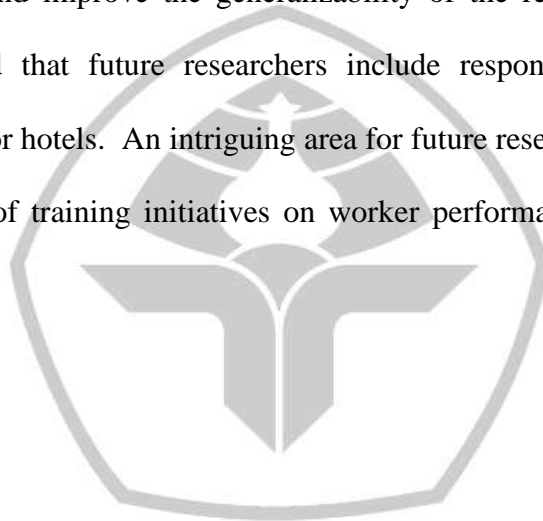 nd improve the generalizability of the re
d that future researchers include respon
or hotels. An intriguing area for future rese
of training initiatives on worker performa